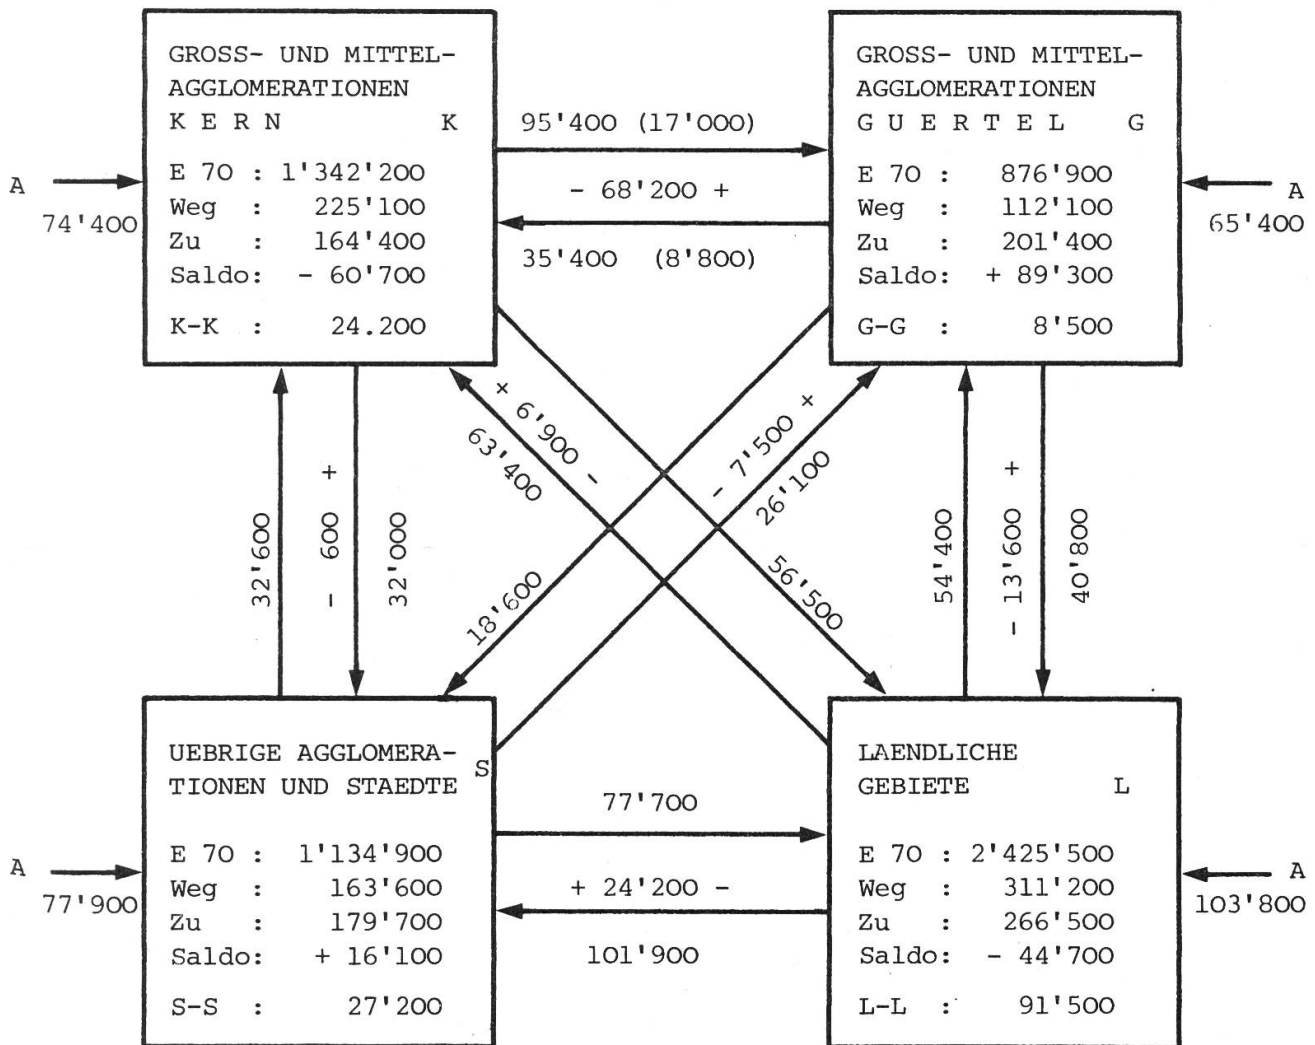 GROSS- UND MITTEL-
AGGLOMERATIONEN
K E R N K
E 70 : 1'342'200
Weg : 225'100
Zu : 164'400
Saldo: - 60'700
K-K : 24.200
A
74'400
95'400 (17'000)
- 68'200 +
35'400 (8'800)
GROSS- UND MITTEL-
AGGLOMERATIONEN
G U E R T E L G
E 70 : 876'900
Weg : 112'100
Zu : 201'400
Saldo: + 89'300
G-G : 8'500
A
65'400
32'600
- 600 +
32'000
+ 6'900 -
63'400
56'500
- 7'500 +
26'100
18'600
54'400
- 13'600 +
40'800
UEBRIGE AGGLOMERA-
TIONEN UND STAEDTE S
E 70 : 1'134'900
Weg : 163'600
Zu : 179'700
Saldo: + 16'100
S-S : 27'200
A
77'900
77'700
+ 24'200 -
101'900
LAENDLICHE
GEBIETE L
E 70 : 2'425'500
Weg : 311'200
Zu : 266'500
Saldo: - 44'700
L-L : 91'500
A
103'800